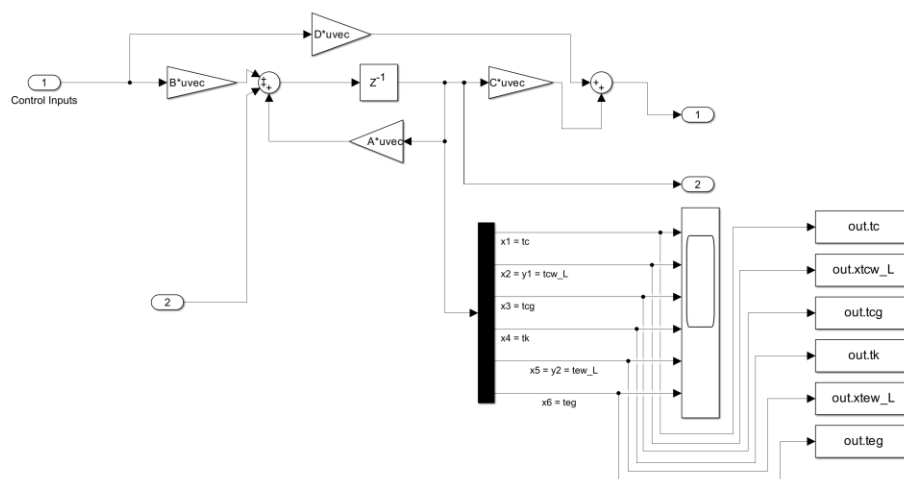 D*uvec
1
Control Inputs
B*uvec
+
+
+
Z-1
C*uvec
+
+
1
A*uvec
2
2
x1 = tc
x2 = y1 = tcw_L
x3 = tcg
x4 = tk
x5 = y2 = tew_L
x6 = teg
out.tc
out.xtcw_L
out.tcg
out.tk
out.xtew_L
out.teg